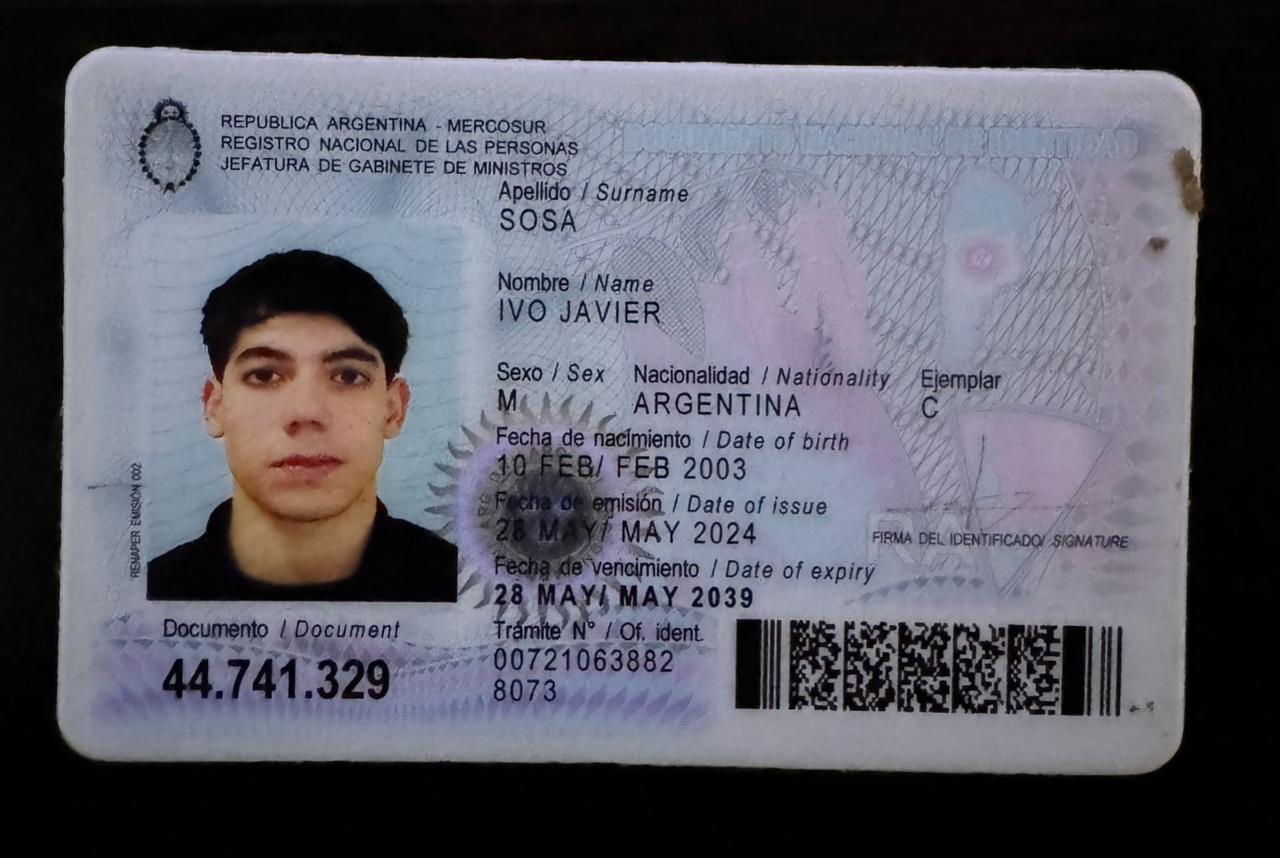 REPUBLICA ARGENTINA - MERCOSUR
REGISTRO NACIONAL DE LAS PERSONAS
JEFATURA DE GABINETE DE MINISTROS
Apellido / Surname
SOSA
Nombre / Name
IVO JAVIER
Sexo / Sex Nacionalidad / Nationality Ejemplar
M ARGENTINA C
Fecha de nacimiento / Date of birth
10 FEB/ FEB 2003
Fecha de emisión / Date of issue
28 MAY/ MAY 2024
FIRMA DEL IDENTIFICADO/ SIGNATURE
Fecha de vencimiento / Date of expiry
28 MAY/ MAY 2039
RENAPER EMISIÓN 002
Documento / Document
44.741.329
Trámite N° / Of. ident.
00721063882
8073